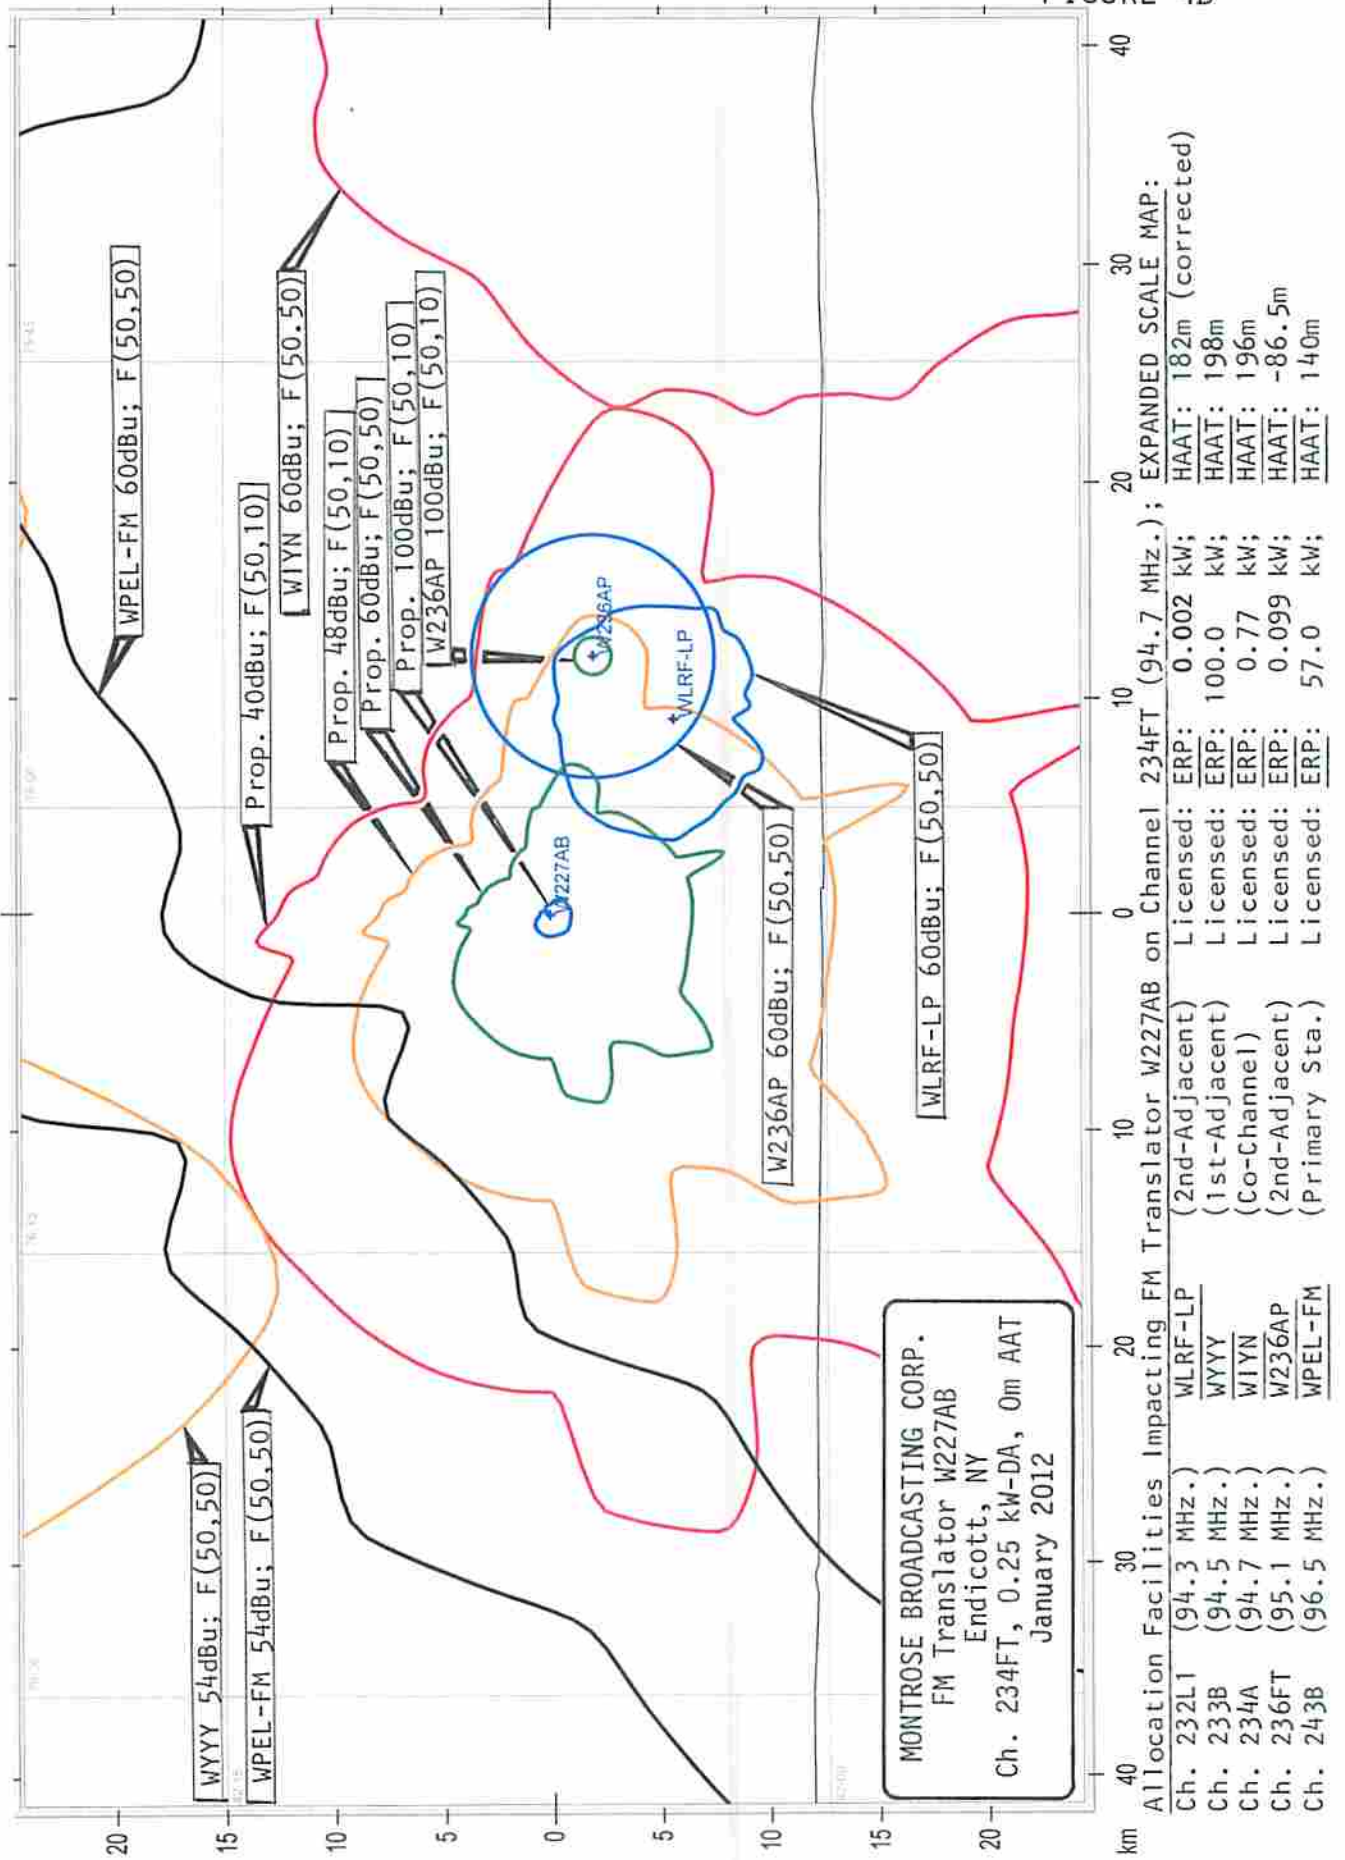 FIGURE 4B
WPEL-FM 60dBu; F(50,50)
Prop. 40dBu; F(50,10)
WIYN 60dBu; F(50.50)
Prop. 48dBu; F(50,10)
Prop. 60dBu; F(50,50)
Prop. 100dBu; F(50,10)
W236AP 100dBu; F(50,10)
WYYY 54dBu; F(50,50)
WPEL-FM 54dBu; F(50,50)
W227AB
W236AP
WLRF-LP
W236AP 60dBu; F(50,50)
WLRF-LP 60dBu; F(50,50)
MONTROSE BROADCASTING CORP.
FM Translator W227AB
Endicott, NY
Ch. 234FT, 0.25 kW-DA, 0m AAT
January 2012
20
15
10
5
0
5
10
15
20
km
40
30
20
10
0
10
20
30
40
Allocation Facilities Impacting FM Translator W227AB on Channel 234FT (94.7 MHz.); EXPANDED SCALE MAP:
Ch. 232L1 (94.3 MHz.) WLRF-LP (2nd-Adjacent) Licensed: ERP: 0.002 kW; HAAT: 182m (corrected)
Ch. 233B (94.5 MHz.) WYYY (1st-Adjacent) Licensed: ERP: 100.0 kW; HAAT: 198m
Ch. 234A (94.7 MHz.) WIYN (Co-Channel) Licensed: ERP: 0.77 kW; HAAT: 196m
Ch. 236FT (95.1 MHz.) W236AP (2nd-Adjacent) Licensed: ERP: 0.099 kW; HAAT: -86.5m
Ch. 243B (96.5 MHz.) WPEL-FM (Primary Sta.) Licensed: ERP: 57.0 kW; HAAT: 140m